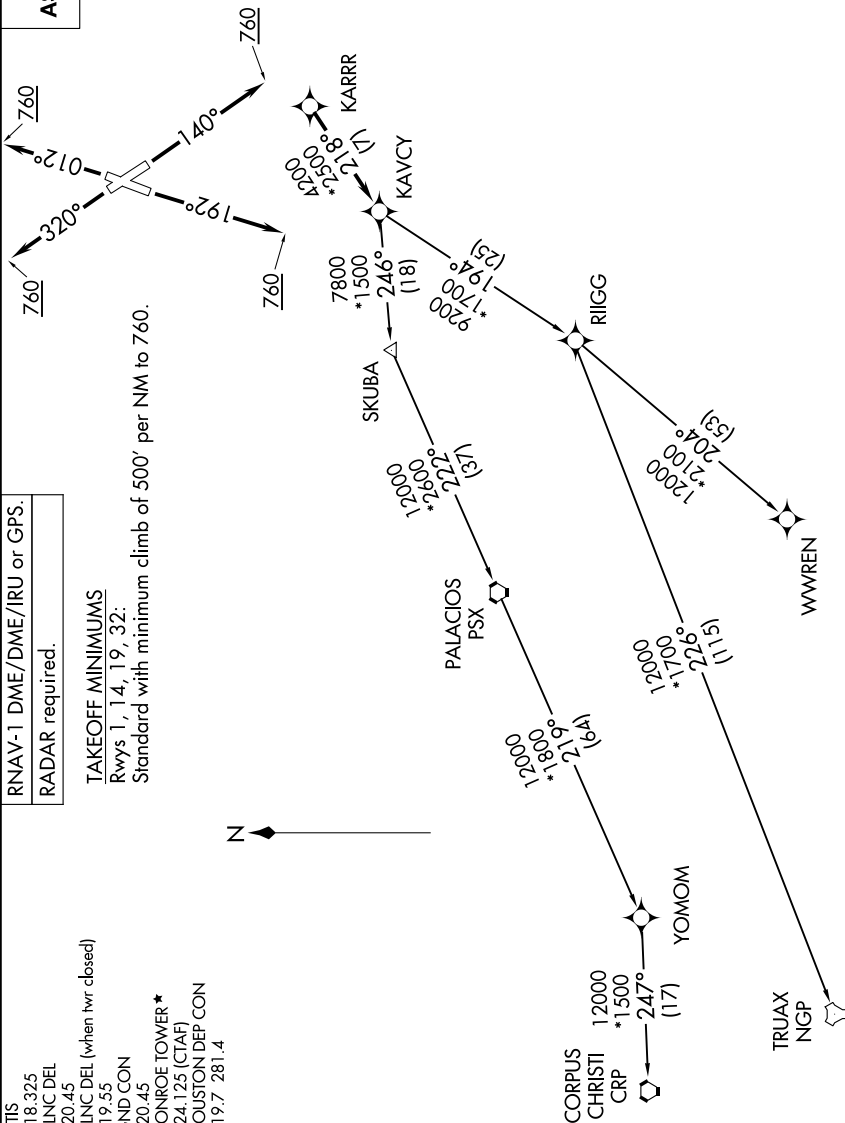 TIS
18.325
LNC DEL
20.45
LNC DEL (when twr closed)
19.55
ND CON
20.45
ONROE TOWER★
24.125 (CTAF)
OUSTON DEP CON
19.7 281.4
RNAV-1 DME/DME/IRU or GPS.
RADAR required.
TAKEOFF MINIMUMS
Rwys 1, 14, 19, 32:
Standard with minimum climb of 500' per NM to 760.
760
760
760
760
012°
140°
192°
320°
KARRR
4200
*2500
218°
(7)
KAVCY
7800
*1500
246°
(18)
9200
*1700
194°
(25)
SKUBA
RIIGG
12000
*2600
222°
(37)
12000
*2100
204°
(53)
PALACIOS
PSX
WWREN
12000
*1800
219°
(64)
12000
*1700
226°
(115)
N
YOMOM
12000
*1500
247°
(17)
CORPUS
CHRISTI
CRP
TRUAX
NGP